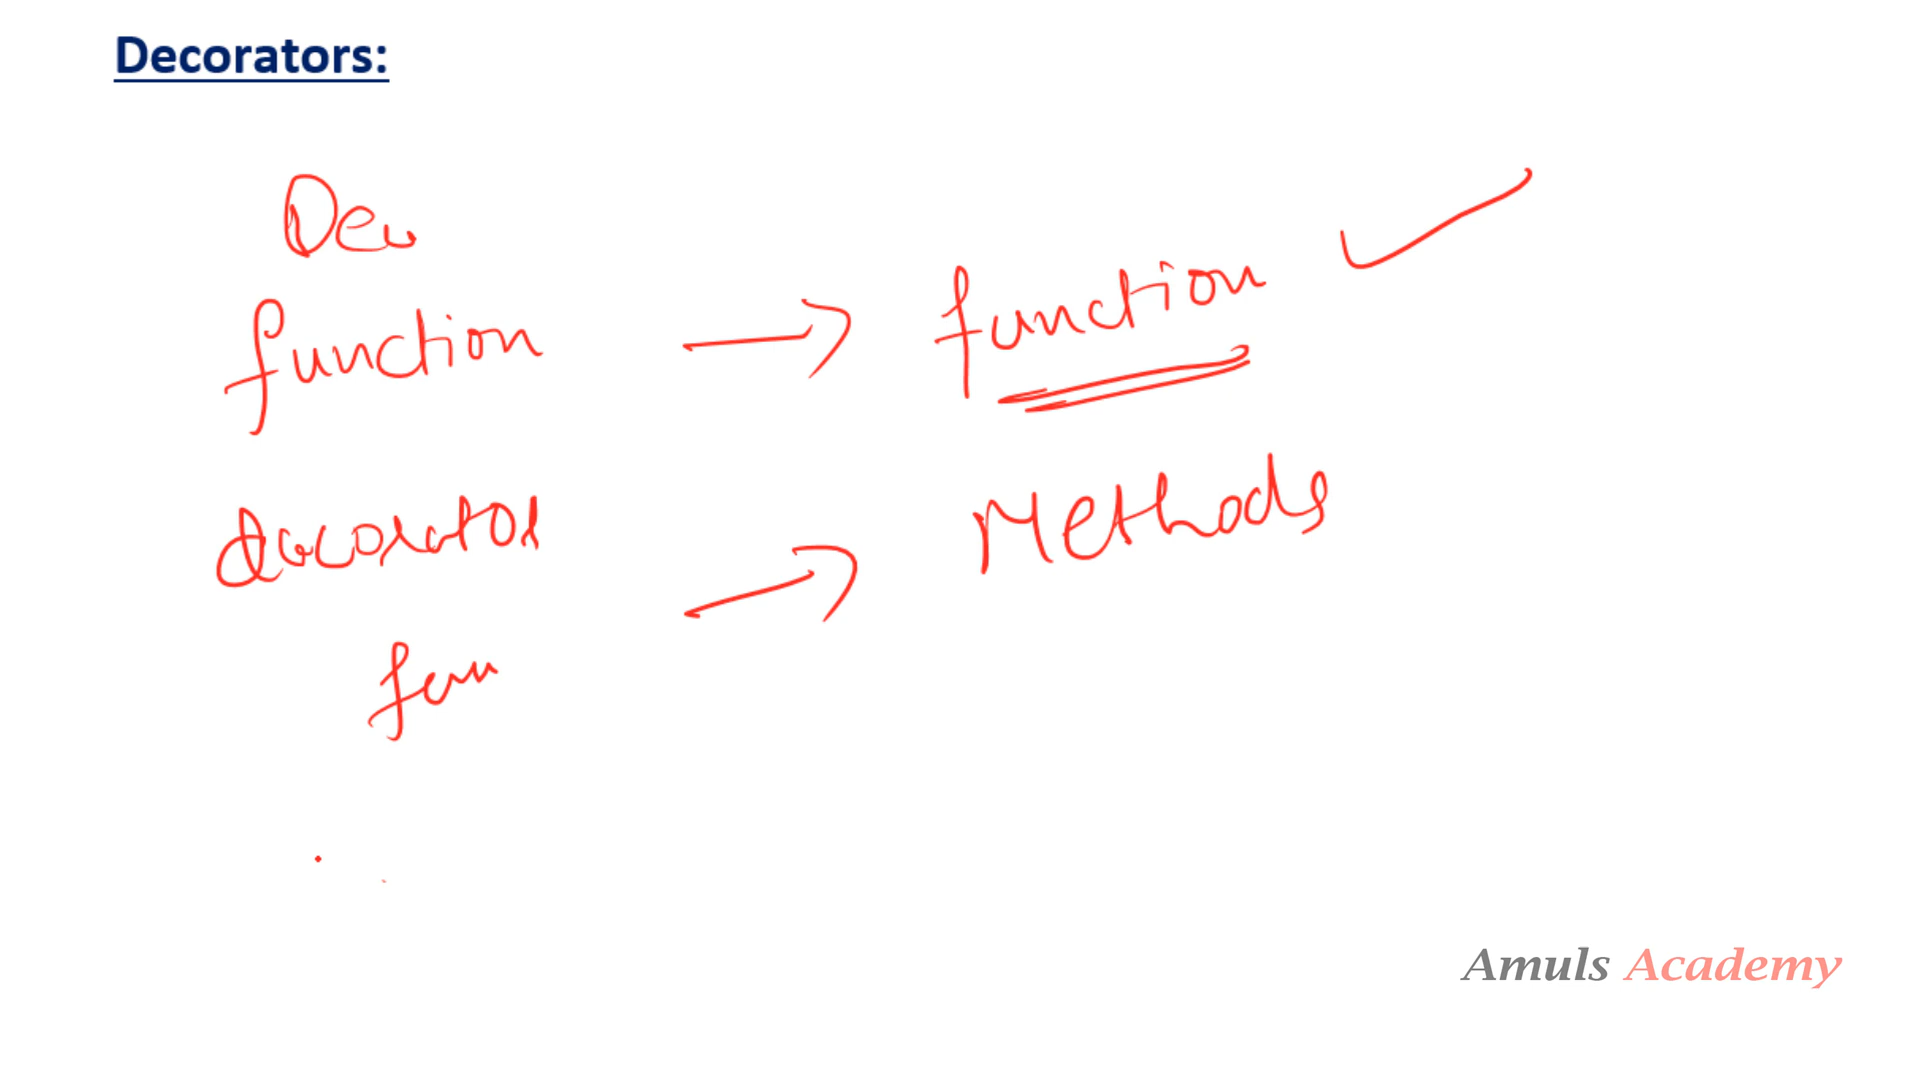 Decorators:
Dec
function → function ✓
decorator → Methods
fun
Amuls Academy